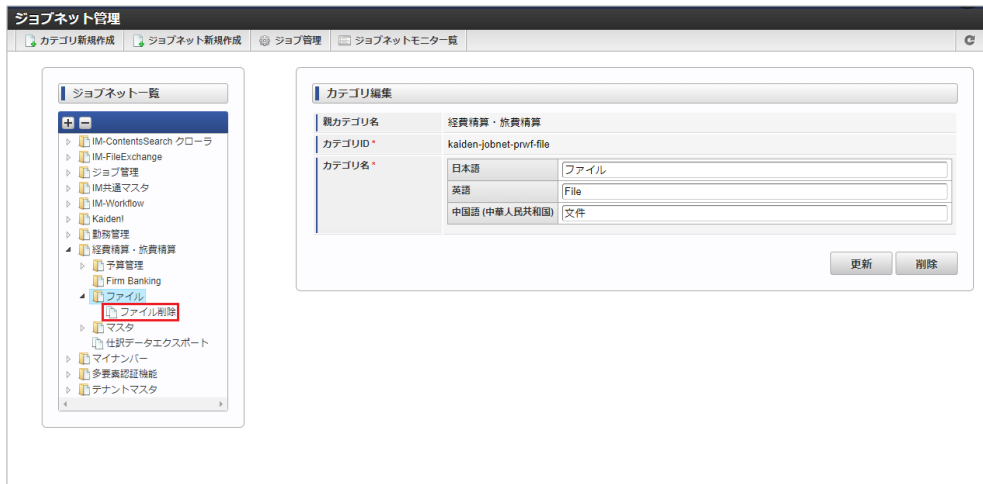 ジョブネット管理
カテゴリ新規作成 ジョブネット新規作成 ジョブ管理 ジョブネットモニタ一覧
ジョブネット一覧
IM-ContentsSearch クローラ
IM-FileExchange
ジョブ管理
IM共通マスタ
IM-Workflow
Kaiden!
勤務管理
経費精算・旅費精算
予算管理
Firm Banking
ファイル
ファイル削除
マスタ
仕訳データエクスポート
マイナンバー
多要素認証機能
テナントマスタ
カテゴリ編集
親カテゴリ名 経費精算・旅費精算
カテゴリID * kaiden-jobnet-prwf-file
カテゴリ名 * 日本語 ファイル
英語 File
中国語 (中華人民共和国) 文件
更新 削除